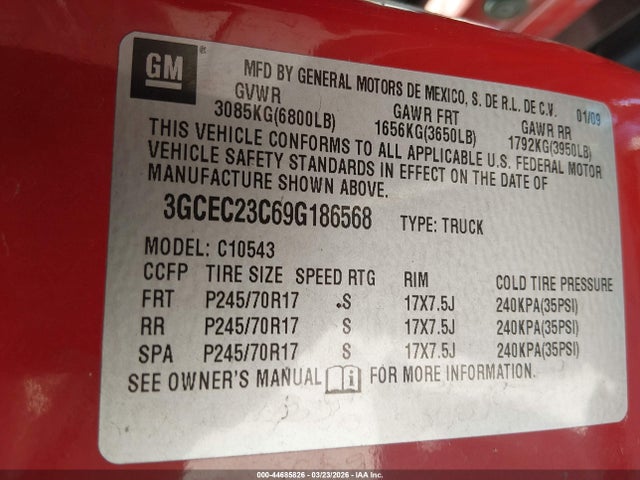 GM
MFD BY GENERAL MOTORS DE MEXICO, S. DE R.L. DE C.V. 01/09
GVWR GAWR FRT GAWR RR
3085KG(6800LB) 1656KG(3650LB) 1792KG(3950LB)
THIS VEHICLE CONFORMS TO ALL APPLICABLE U.S. FEDERAL MOTOR
VEHICLE SAFETY STANDARDS IN EFFECT ON THE DATE OF
MANUFACTURE SHOWN ABOVE.
3GCEC23C69G186568 TYPE: TRUCK
MODEL: C10543
CCFP TIRE SIZE SPEED RTG RIM COLD TIRE PRESSURE
FRT P245/70R17 S 17X7.5J 240KPA(35PSI)
RR P245/70R17 S 17X7.5J 240KPA(35PSI)
SPA P245/70R17 S 17X7.5J 240KPA(35PSI)
SEE OWNER'S MANUAL FOR MORE INFORMATION.
000-44685826 - 03/23/2026 - IAAI Inc.